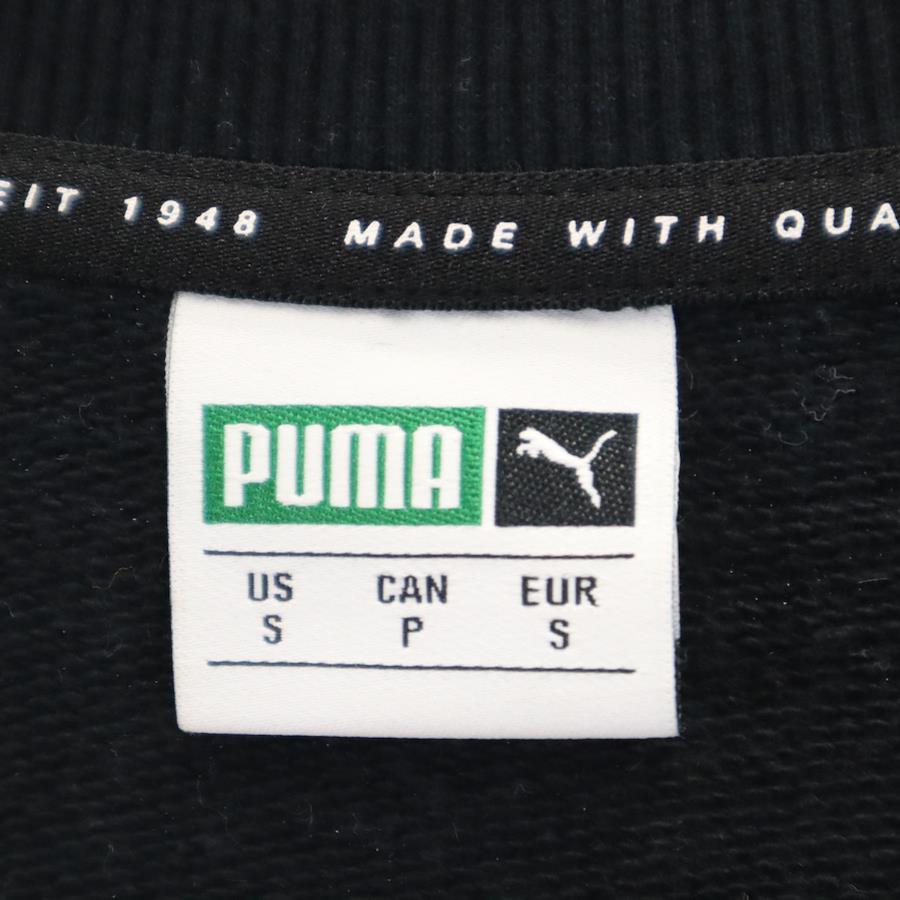 EIT 1948 MADE WITH QUA
PUMA
US CAN EUR
S P S